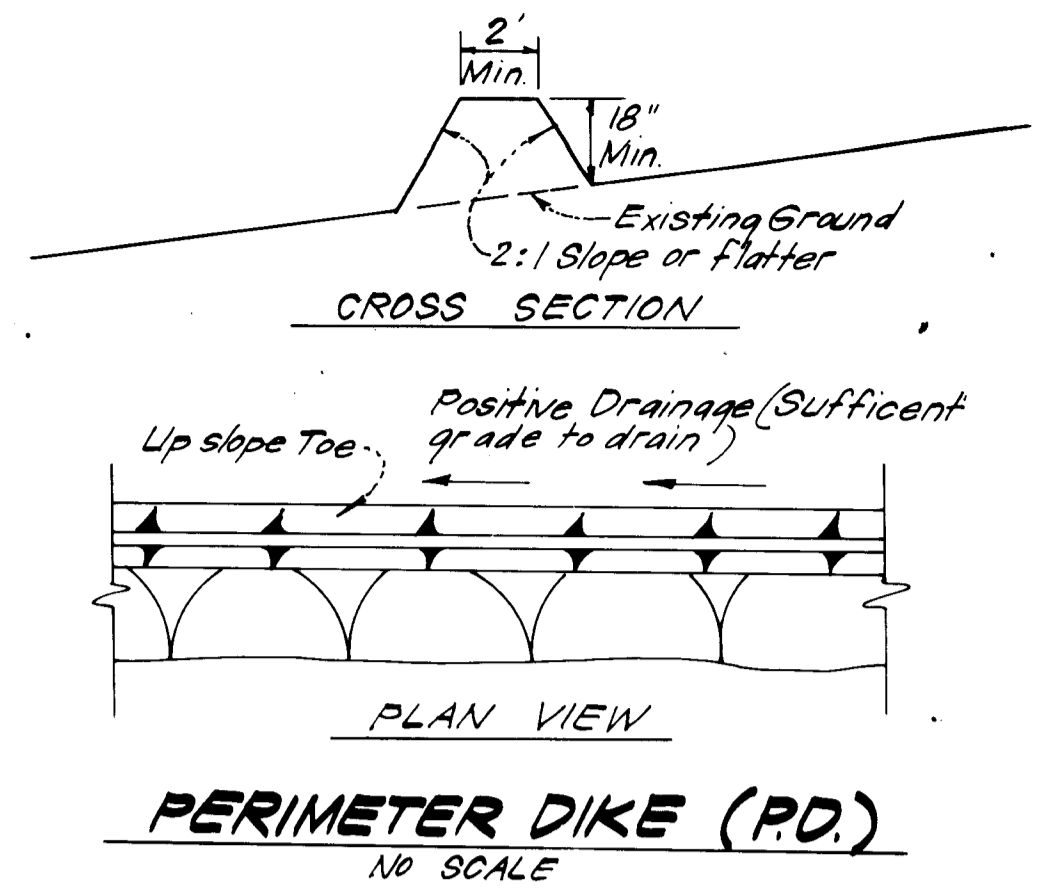 2'
Min.
18"
Min.
Existing Ground
2:1 Slope or flatter
CROSS SECTION
Positive Drainage (Sufficent
grade to drain)
Up slope Toe
PLAN VIEW
PERIMETER DIKE (P.D.)
NO SCALE